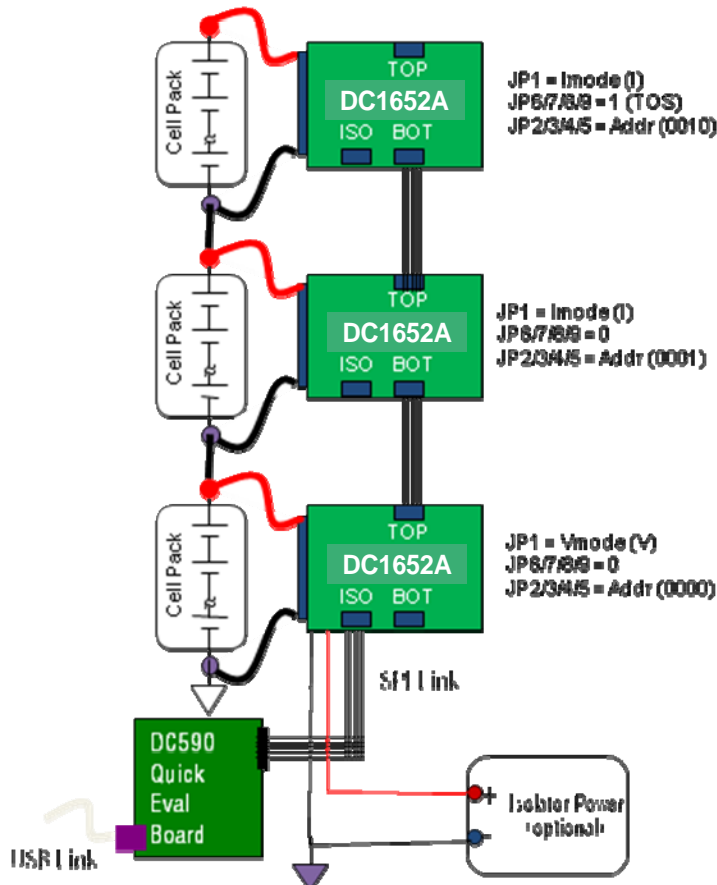 Cell Pack
TOP
DC1652A
ISO BOT
JP1 = Imode (I)
JP6/7/8/9 = 1 (TOS)
JP2/3/4/5 = Addr (0010)
Cell Pack
TOP
DC1652A
ISO BOT
JP1 = Imode (I)
JP6/7/8/9 = 0
JP2/3/4/5 = Addr (0001)
Cell Pack
TOP
DC1652A
ISO BOT
JP1 = Vmode (V)
JP6/7/8/9 = 0
JP2/3/4/5 = Addr (0000)
SPI Link
DC590
Quick
Eval
Board
USB Link
+
Isolator Power
-
(optional)